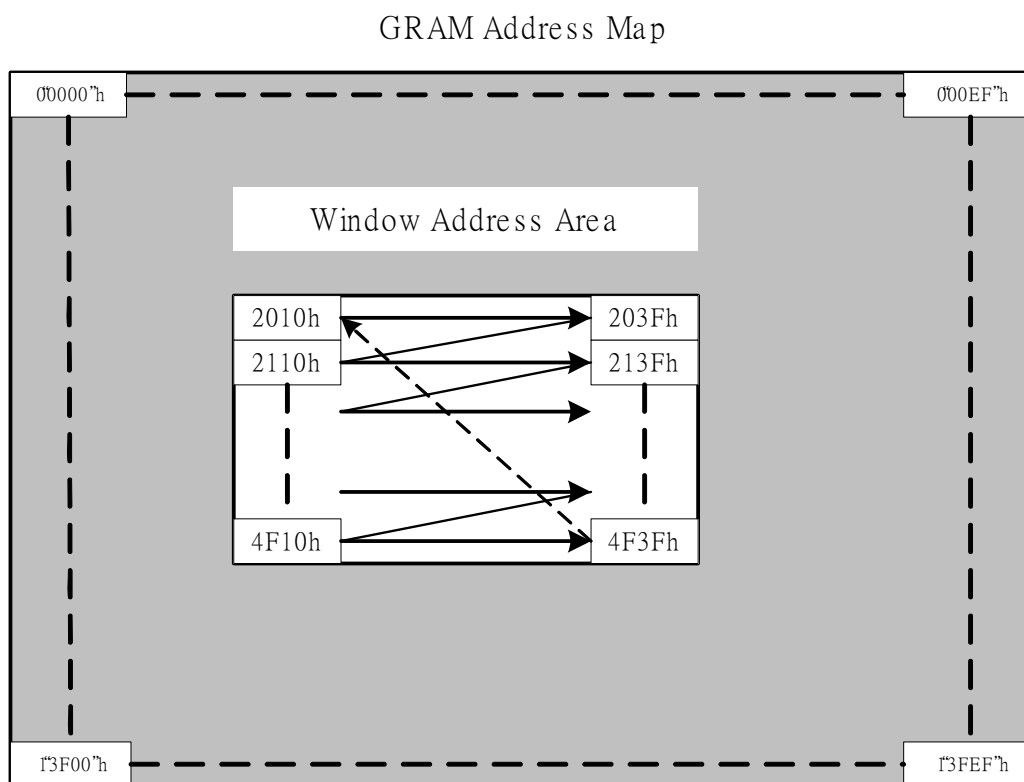 GRAM Address Map
"00000"h
"000EF"h
Window Address Area
2010h
203Fh
2110h
213Fh
4F10h
4F3Fh
"13F00"h
"13FEF"h